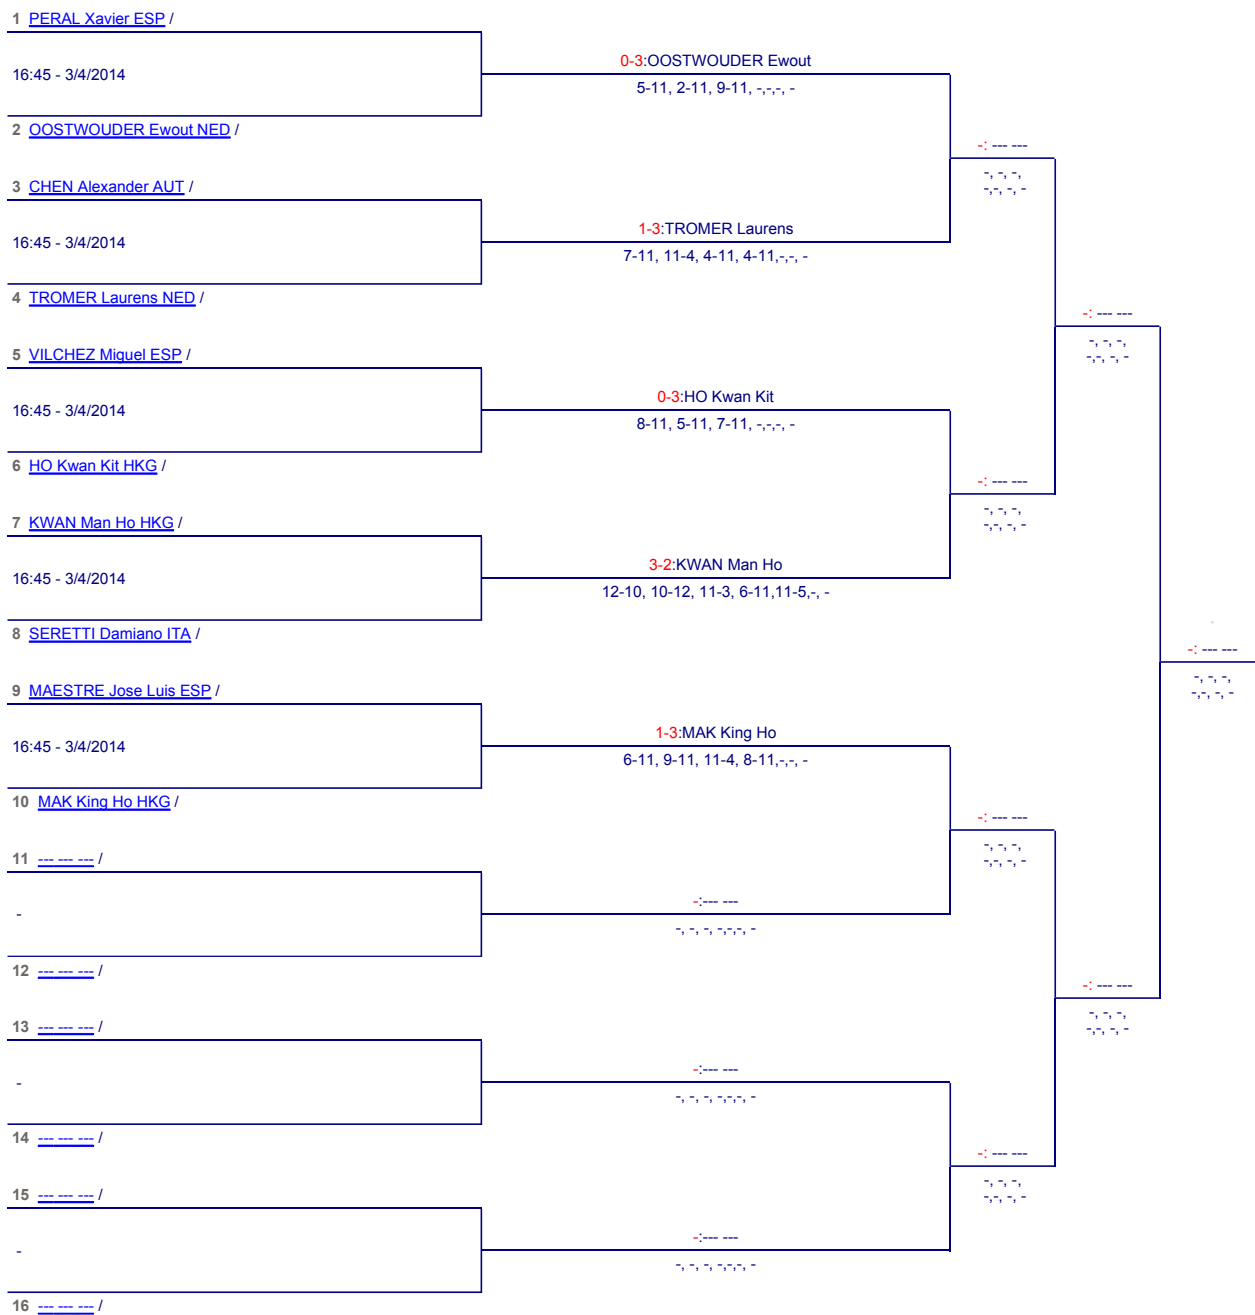 1 PERAL Xavier ESP /
0-3:OOSTWOUDER Ewout
16:45 - 3/4/2014
5-11, 2-11, 9-11, -,-,-, -
2 OOSTWOUDER Ewout NED /
-: --- ---
-, -, -,
-,-, -, -
3 CHEN Alexander AUT /
1-3:TROMER Laurens
16:45 - 3/4/2014
7-11, 11-4, 4-11, 4-11,-,-, -
4 TROMER Laurens NED /
-: --- ---
-, -, -,
-,-, -, -
5 VILCHEZ Miguel ESP /
0-3:HO Kwan Kit
16:45 - 3/4/2014
8-11, 5-11, 7-11, -,-,-, -
6 HO Kwan Kit HKG /
-: --- ---
-, -, -,
-,-, -, -
7 KWAN Man Ho HKG /
3-2:KWAN Man Ho
16:45 - 3/4/2014
12-10, 10-12, 11-3, 6-11,11-5,-, -
8 SERETTI Damiano ITA /
-: --- ---
-, -, -,
-,-, -, -
9 MAESTRE Jose Luis ESP /
1-3:MAK King Ho
16:45 - 3/4/2014
6-11, 9-11, 11-4, 8-11,-,-, -
10 MAK King Ho HKG /
-: --- ---
-, -, -,
-,-, -, -
11 --- --- --- /
-:--- ---
-
-, -, -, -,-,-, -
12 --- --- --- /
-: --- ---
-, -, -,
-,-, -, -
13 --- --- --- /
-:--- ---
-
-, -, -, -,-,-, -
14 --- --- --- /
-: --- ---
-, -, -,
-,-, -, -
15 --- --- --- /
-:--- ---
-
-, -, -, -,-,-, -
16 --- --- --- /